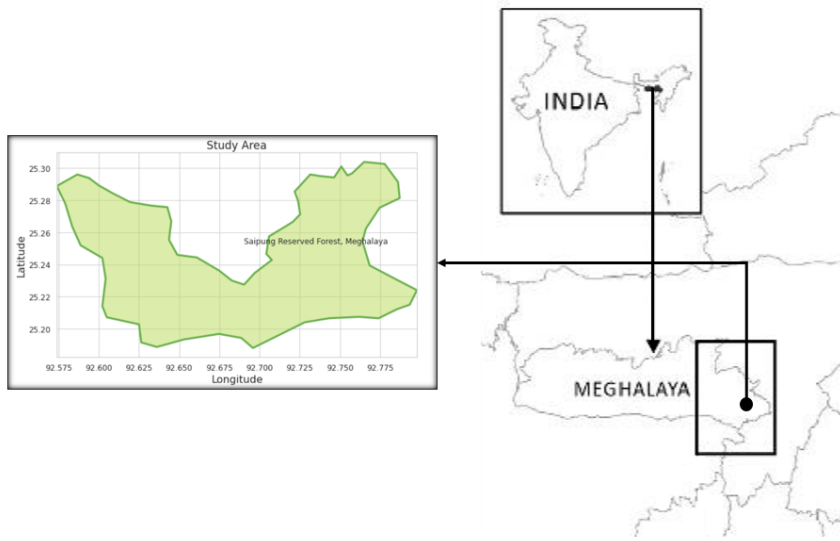 Study Area
25.30
25.28
25.26
25.24
25.22
25.20
Latitude
Saipung Reserved Forest, Meghalaya
92.575 92.600 92.625 92.650 92.675 92.700 92.725 92.750 92.775
Longitude
INDIA
MEGHALAYA